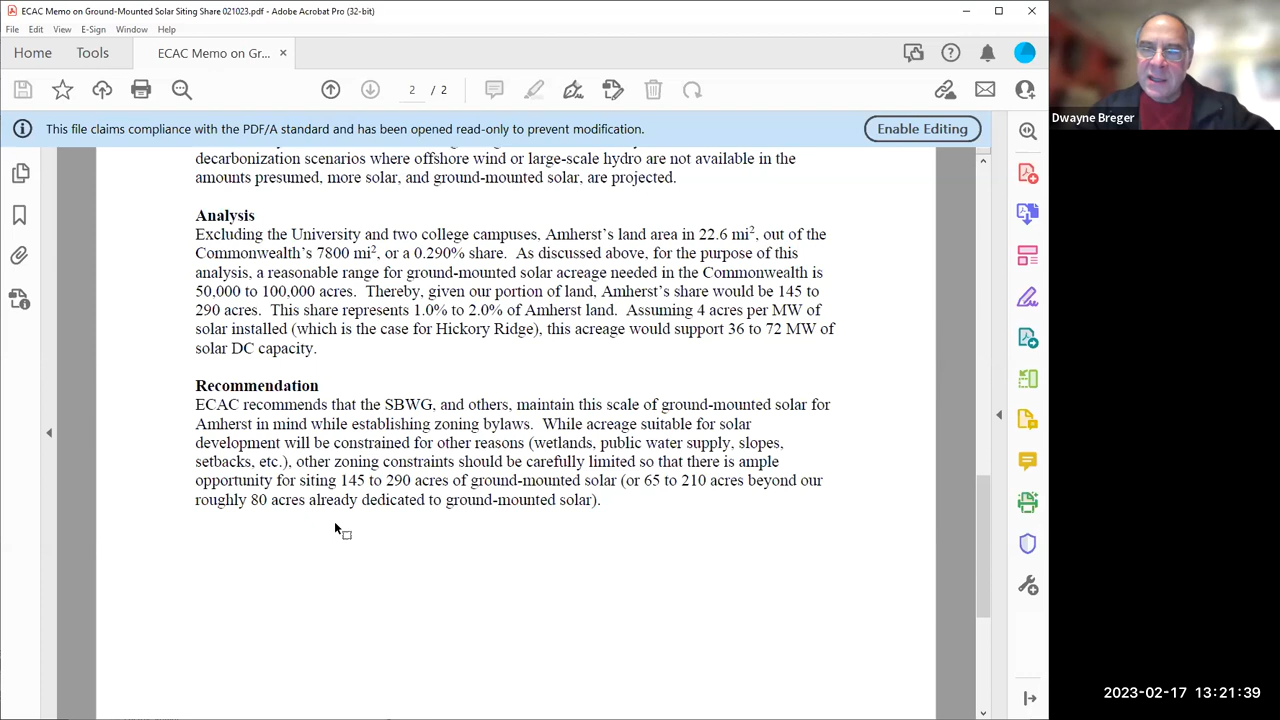 ECAC Memo on Ground-Mounted Solar Siting Share 021023.pdf - Adobe Acrobat Pro (32-bit)
File Edit View E-Sign Window Help
Home Tools ECAC Memo on Gr... ×
2 / 2
This file claims compliance with the PDF/A standard and has been opened read-only to prevent modification.
Enable Editing
Dwayne Breger
decarbonization scenarios where offshore wind or large-scale hydro are not available in the
amounts presumed, more solar, and ground-mounted solar, are projected.
Analysis
Excluding the University and two college campuses, Amherst’s land area in 22.6 mi², out of the
Commonwealth’s 7800 mi², or a 0.290% share. As discussed above, for the purpose of this
analysis, a reasonable range for ground-mounted solar acreage needed in the Commonwealth is
50,000 to 100,000 acres. Thereby, given our portion of land, Amherst’s share would be 145 to
290 acres. This share represents 1.0% to 2.0% of Amherst land. Assuming 4 acres per MW of
solar installed (which is the case for Hickory Ridge), this acreage would support 36 to 72 MW of
solar DC capacity.
Recommendation
ECAC recommends that the SBWG, and others, maintain this scale of ground-mounted solar for
Amherst in mind while establishing zoning bylaws. While acreage suitable for solar
development will be constrained for other reasons (wetlands, public water supply, slopes,
setbacks, etc.), other zoning constraints should be carefully limited so that there is ample
opportunity for siting 145 to 290 acres of ground-mounted solar (or 65 to 210 acres beyond our
roughly 80 acres already dedicated to ground-mounted solar).
2023-02-17 13:21:39